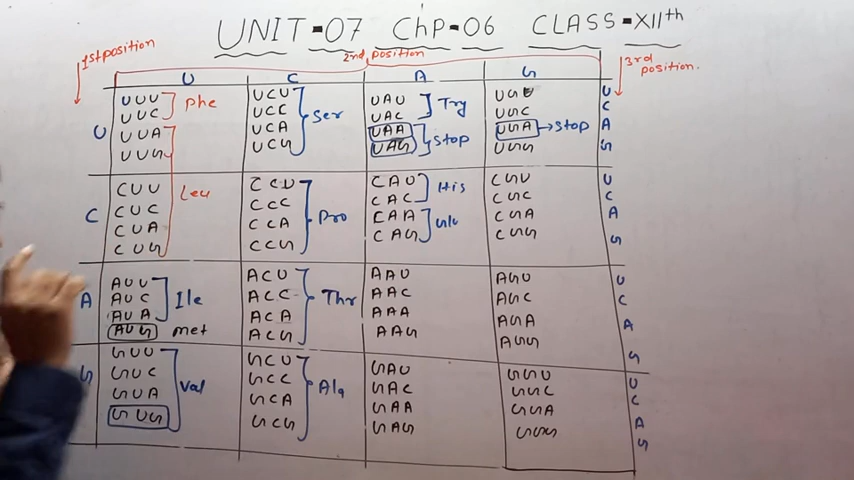 UNIT-07 ChP-06 CLASS-XIIth
1st position
2nd position
3rd position.
U C A G
U
UUU UCU UAU UGU U
UUC Phe UCC UAC Try UGC C
UUA UCA Ser UAA UGA → Stop A
UUG UCG UAG Stop UGG G
C
CUU CCU CAU UGU U
CUC Leu CCC CAC His CGC C
CUA CCA Pro CAA CGA A
CUG CCG CAG Glu CGG G
A
AUU ACU AAU AGU U
AUC Ile ACC Thr AAC AGC C
AUA ACA AAA AGA A
AUG met ACG AAG AGG G
G
GUU GCU GAU GGU U
GUC Val GCC Ala GAC GGC C
GUA GCA GAA GGA A
GUG GCG GAG GGG G